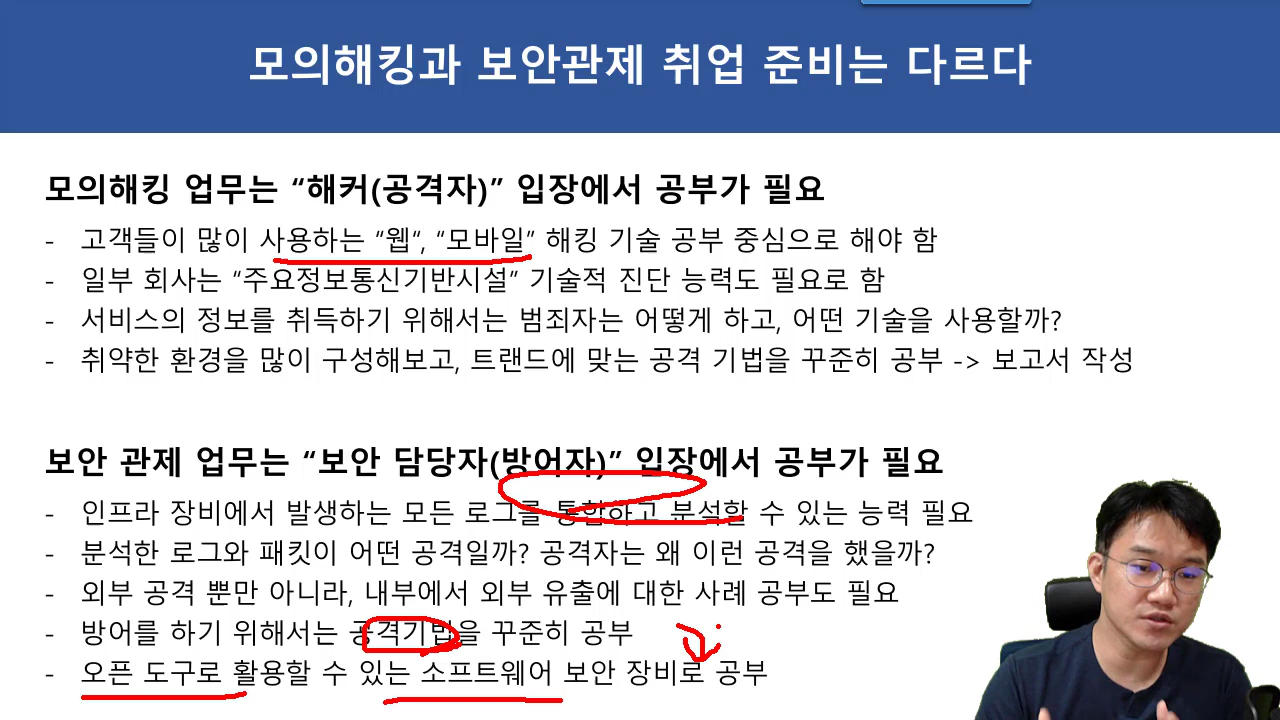 모의해킹과 보안관제 취업 준비는 다르다
모의해킹 업무는 “해커(공격자)” 입장에서 공부가 필요
- 고객들이 많이 사용하는 “웹“, “모바일” 해킹 기술 공부 중심으로 해야 함
- 일부 회사는 “주요정보통신기반시설” 기술적 진단 능력도 필요로 함
- 서비스의 정보를 취득하기 위해서는 범죄자는 어떻게 하고, 어떤 기술을 사용할까?
- 취약한 환경을 많이 구성해보고, 트랜드에 맞는 공격 기법을 꾸준히 공부 -> 보고서 작성
보안 관제 업무는 “보안 담당자(방어자)” 입장에서 공부가 필요
- 인프라 장비에서 발생하는 모든 로그를 통합하고 분석할 수 있는 능력 필요
- 분석한 로그와 패킷이 어떤 공격일까? 공격자는 왜 이런 공격을 했을까?
- 외부 공격 뿐만 아니라, 내부에서 외부 유출에 대한 사례 공부도 필요
- 방어를 하기 위해서는 공격기법을 꾸준히 공부
- 오픈 도구로 활용할 수 있는 소프트웨어 보안 장비로 공부